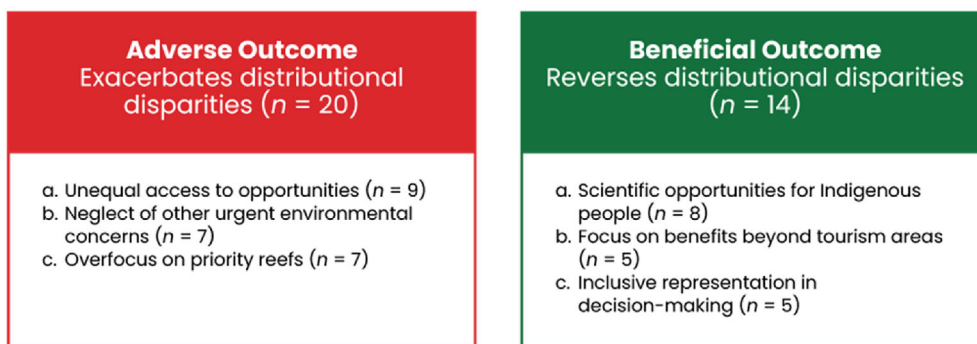 Adverse Outcome
Exacerbates distributional
disparities (n = 20)
a. Unequal access to opportunities (n = 9)
b. Neglect of other urgent environmental
concerns (n = 7)
c. Overfocus on priority reefs (n = 7)
Beneficial Outcome
Reverses distributional disparities
(n = 14)
a. Scientific opportunities for Indigenous
people (n = 8)
b. Focus on benefits beyond tourism areas
(n = 5)
c. Inclusive representation in
decision-making (n = 5)